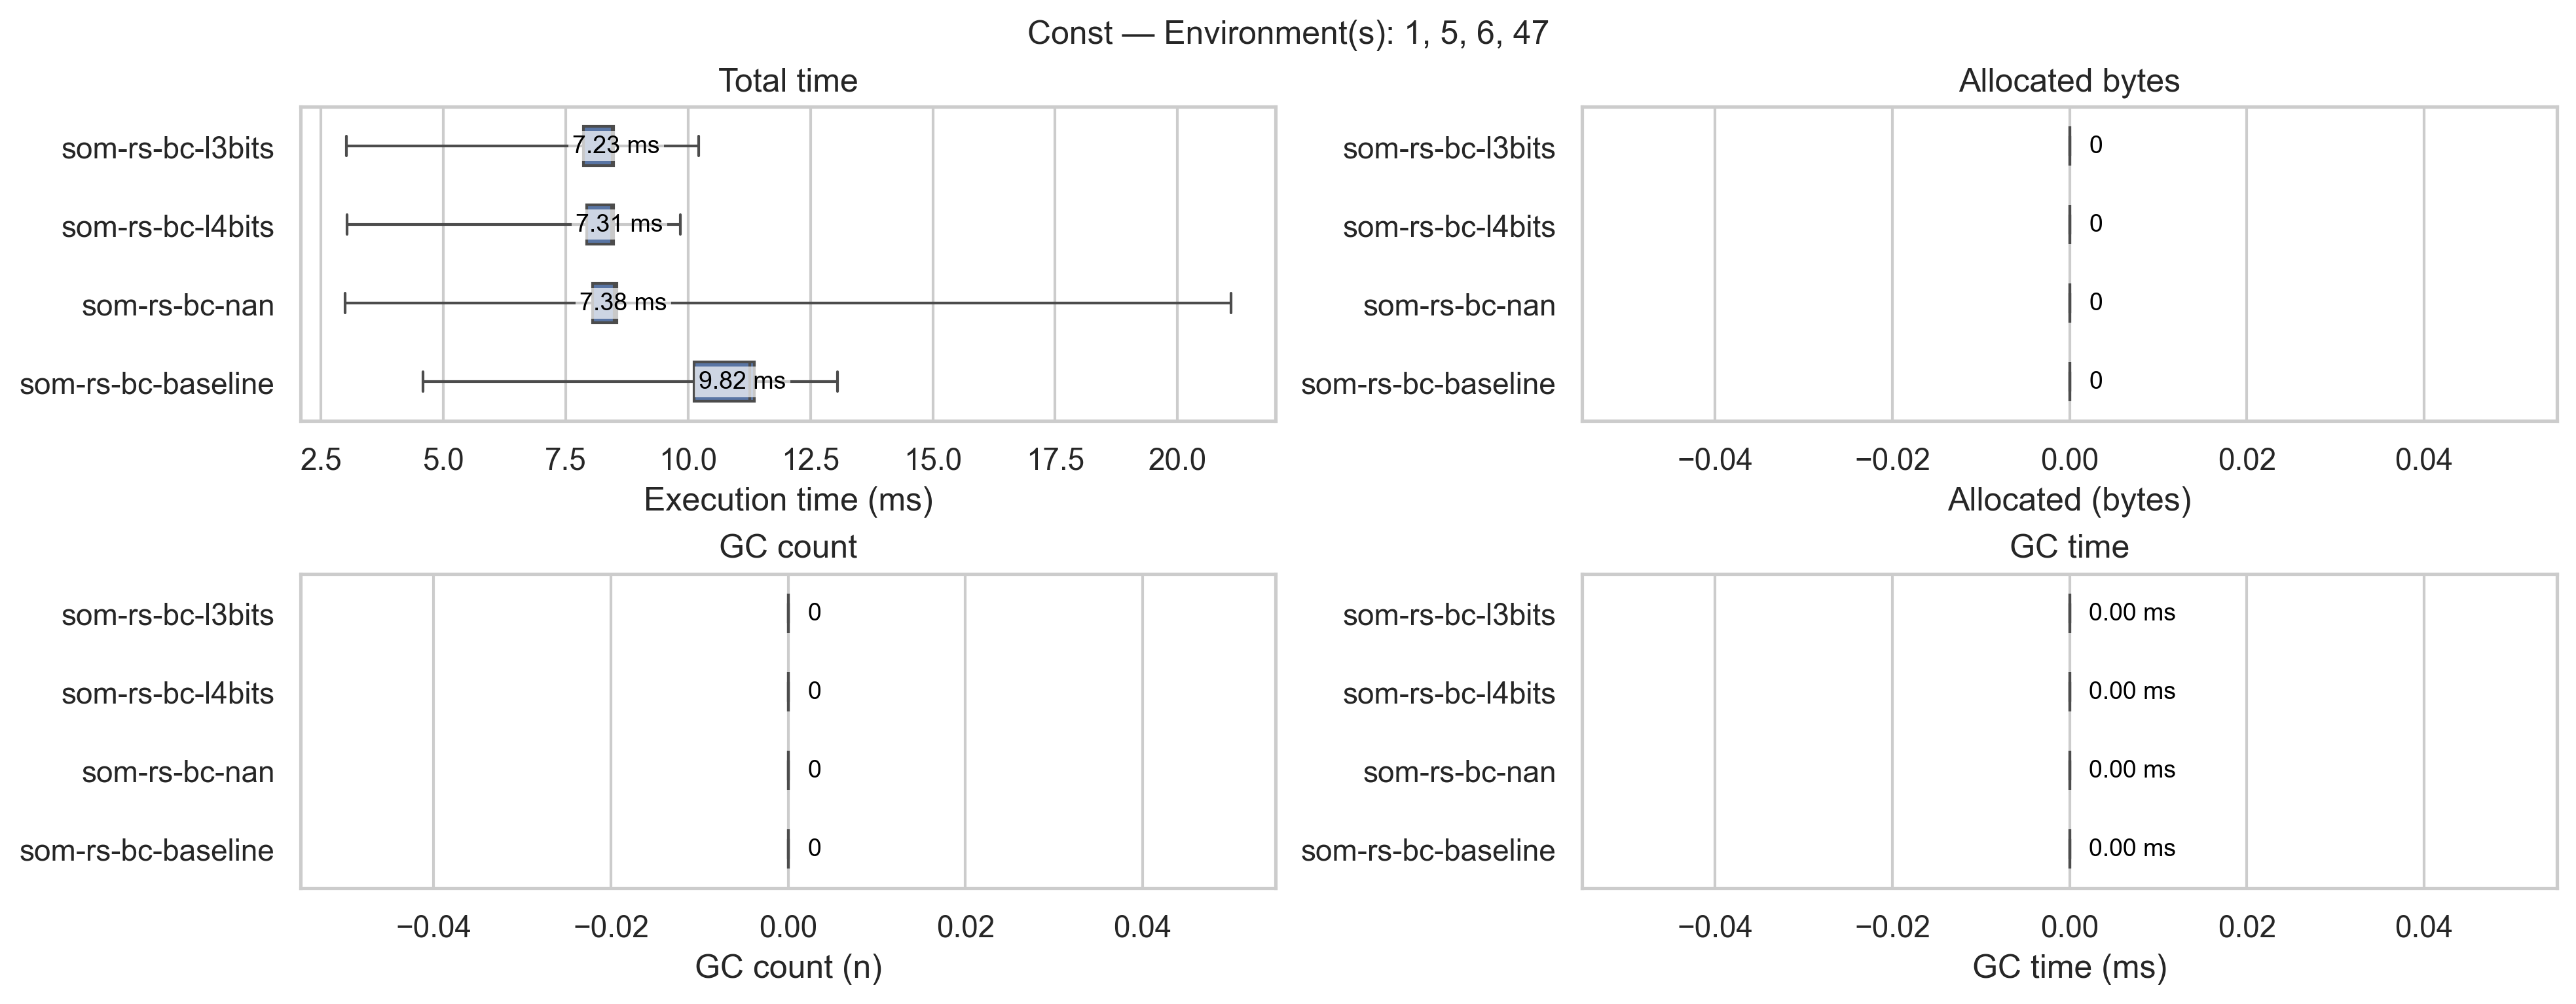 Const — Environment(s): 1, 5, 6, 47
Total time
som-rs-bc-l3bits
7.23 ms
som-rs-bc-l4bits
7.31 ms
som-rs-bc-nan
7.38 ms
som-rs-bc-baseline
9.82 ms
2.5 5.0 7.5 10.0 12.5 15.0 17.5 20.0
Execution time (ms)
Allocated bytes
som-rs-bc-l3bits
0
som-rs-bc-l4bits
0
som-rs-bc-nan
0
som-rs-bc-baseline
0
−0.04 −0.02 0.00 0.02 0.04
Allocated (bytes)
GC count
som-rs-bc-l3bits
0
som-rs-bc-l4bits
0
som-rs-bc-nan
0
som-rs-bc-baseline
0
−0.04 −0.02 0.00 0.02 0.04
GC count (n)
GC time
som-rs-bc-l3bits
0.00 ms
som-rs-bc-l4bits
0.00 ms
som-rs-bc-nan
0.00 ms
som-rs-bc-baseline
0.00 ms
−0.04 −0.02 0.00 0.02 0.04
GC time (ms)